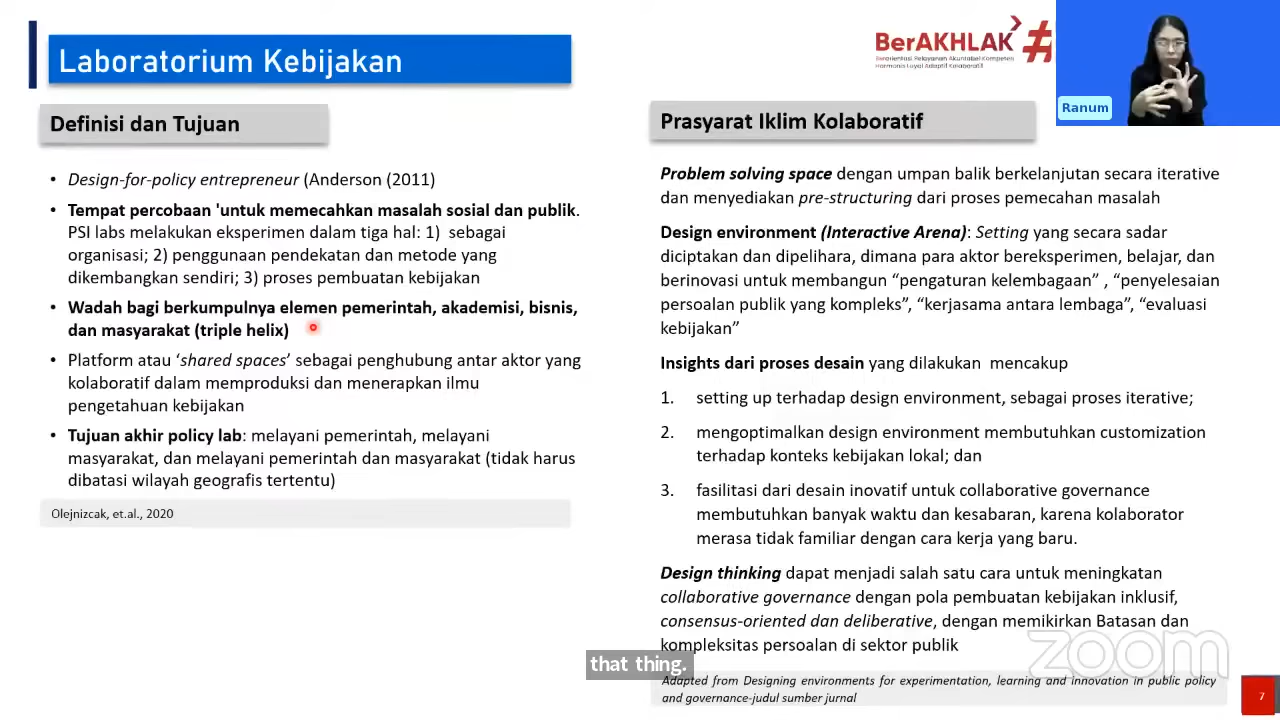 Laboratorium Kebijakan
BerAKHLAK #
Berorientasi Pelayanan Akuntabel Kompeten
Harmonis Loyal Adaptif Kolaboratif
Ranum
Definisi dan Tujuan
• Design-for-policy entrepreneur (Anderson (2011)
• Tempat percobaan 'untuk memecahkan masalah sosial dan publik.
PSI labs melakukan eksperimen dalam tiga hal: 1) sebagai
organisasi; 2) penggunaan pendekatan dan metode yang
dikembangkan sendiri; 3) proses pembuatan kebijakan
• Wadah bagi berkumpulnya elemen pemerintah, akademisi, bisnis,
dan masyarakat (triple helix)
• Platform atau ‘shared spaces’ sebagai penghubung antar aktor yang
kolaboratif dalam memproduksi dan menerapkan ilmu
pengetahuan kebijakan
• Tujuan akhir policy lab: melayani pemerintah, melayani
masyarakat, dan melayani pemerintah dan masyarakat (tidak harus
dibatasi wilayah geografis tertentu)
Olejnizcak, et.al., 2020
Prasyarat Iklim Kolaboratif
Problem solving space dengan umpan balik berkelanjutan secara iterative
dan menyediakan pre-structuring dari proses pemecahan masalah
Design environment (Interactive Arena): Setting yang secara sadar
diciptakan dan dipelihara, dimana para aktor bereksperimen, belajar, dan
berinovasi untuk membangun “pengaturan kelembagaan” , “penyelesaian
persoalan publik yang kompleks”, “kerjasama antara lembaga”, “evaluasi
kebijakan”
Insights dari proses desain yang dilakukan mencakup
1. setting up terhadap design environment, sebagai proses iterative;
2. mengoptimalkan design environment membutuhkan customization
terhadap konteks kebijakan lokal; dan
3. fasilitasi dari desain inovatif untuk collaborative governance
membutuhkan banyak waktu dan kesabaran, karena kolaborator
merasa tidak familiar dengan cara kerja yang baru.
Design thinking dapat menjadi salah satu cara untuk meningkatan
collaborative governance dengan pola pembuatan kebijakan inklusif,
consensus-oriented dan deliberative, dengan memikirkan Batasan dan
kompleksitas persoalan di sektor publik
zoom
that thing.
Adapted from Designing environments for experimentation, learning and innovation in public policy
and governance-judul sumber jurnal
7